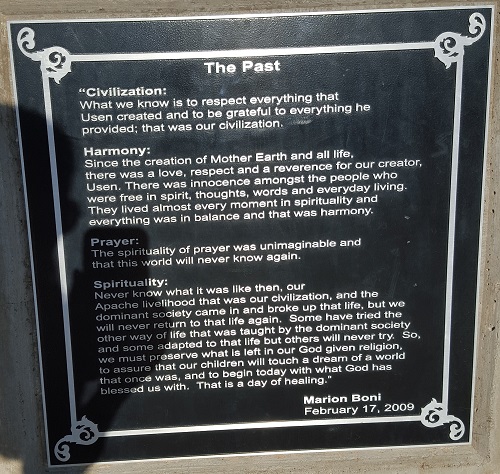 The Past
"Civilization:
What we know is to respect everything that
Usen created and to be grateful to everything he
provided; that was our civilization.
Harmony:
Since the creation of Mother Earth and all life,
there was a love, respect and a reverence for our creator,
Usen. There was innocence amongst the people who
were free in spirit, thoughts, words and everyday living.
They lived almost every moment in spirituality and
everything was in balance and that was harmony.
Prayer:
The spirituality of prayer was unimaginable and
that this world will never know again.
Spirituality:
Never know what it was like then, our
Apache livelihood that was our civilization, and the
dominant society came in and broke up that life, but we
will never return to that life again. Some have tried the
other way of life that was taught by the dominant society
and some adapted to that life but others will never try. So,
we must preserve what is left in our God given religion,
to assure that our children will touch a dream of a world
that once was, and to begin today with what God has
blessed us with. That is a day of healing."
Marion Boni
February 17, 2009